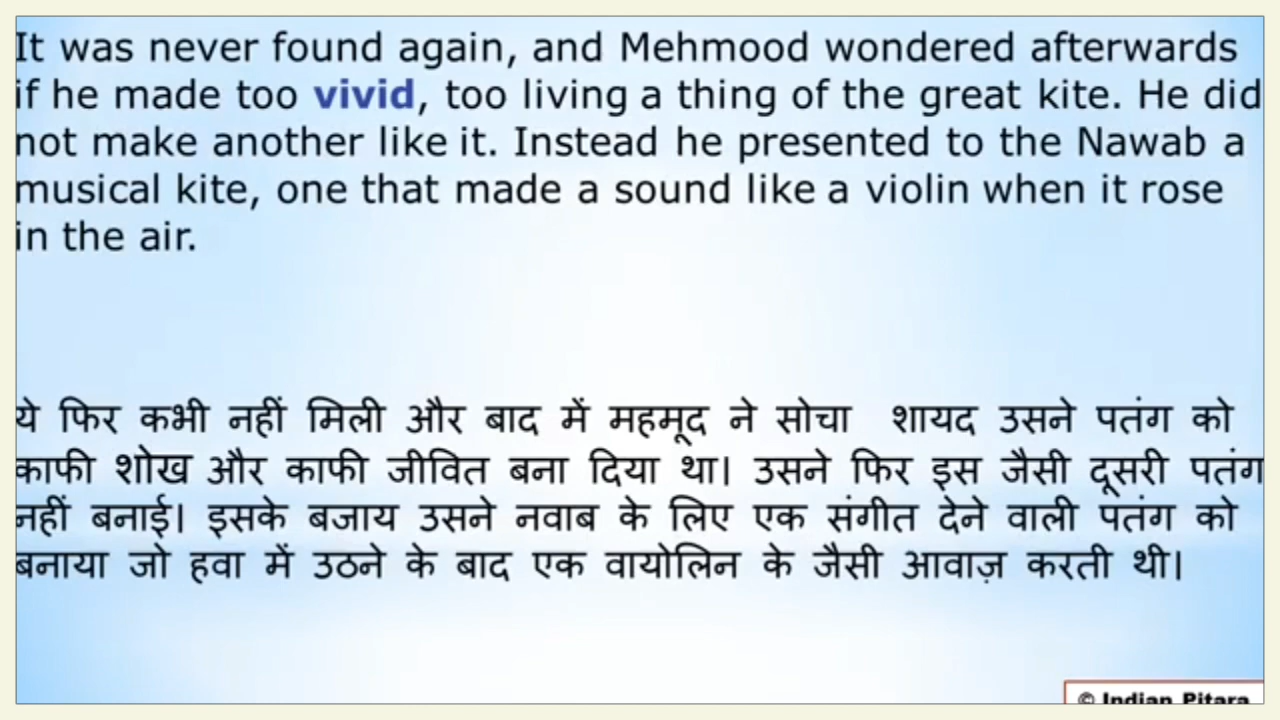 It was never found again, and Mehmood wondered afterwards
if he made too vivid, too living a thing of the great kite. He did
not make another like it. Instead he presented to the Nawab a
musical kite, one that made a sound like a violin when it rose
in the air.
ये फिर कभी नहीं मिली और बाद में महमूद ने सोचा शायद उसने पतंग को
काफी शोख और काफी जीवित बना दिया था। उसने फिर इस जैसी दूसरी पतंग
नहीं बनाई। इसके बजाय उसने नवाब के लिए एक संगीत देने वाली पतंग को
बनाया जो हवा में उठने के बाद एक वायोलिन के जैसी आवाज़ करती थी।
© Indian Pitara